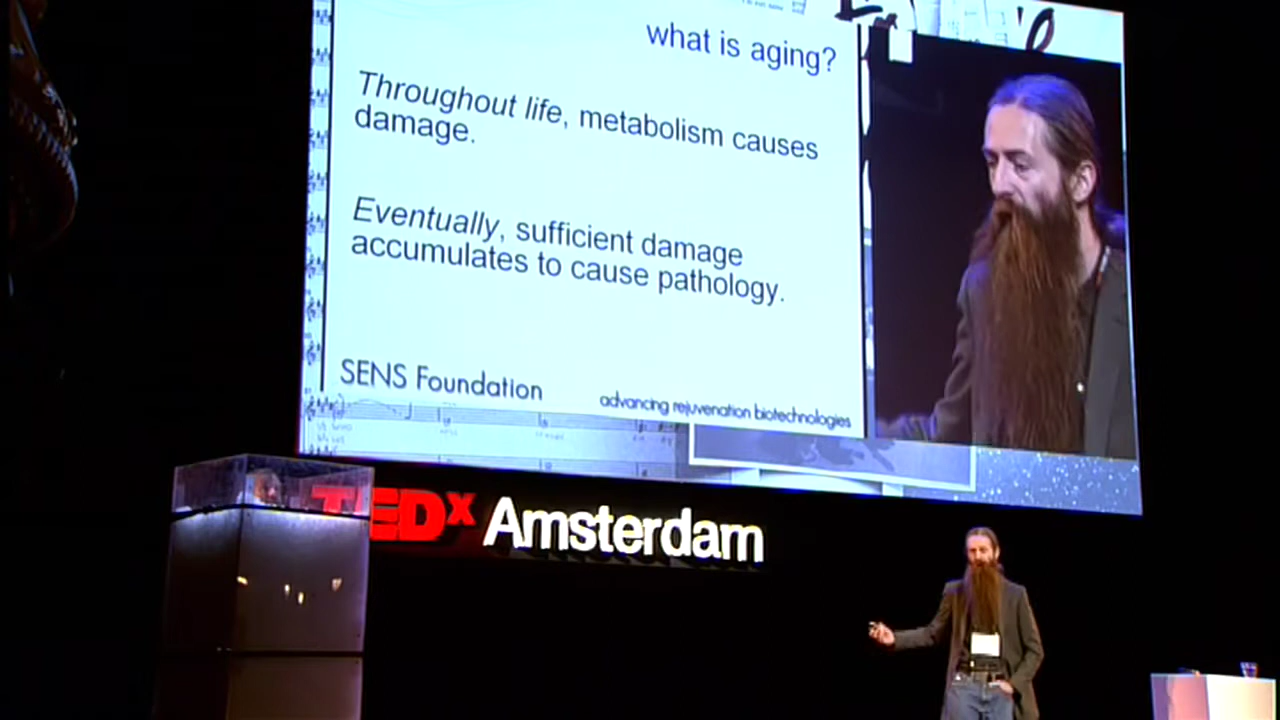 what is aging?
Throughout life, metabolism causes
damage.
Eventually, sufficient damage
accumulates to cause pathology.
SENS Foundation
advancing rejuvenation biotechnologies
TEDx Amsterdam